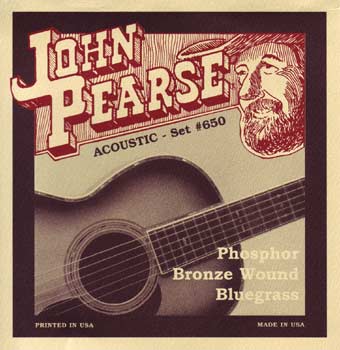 JOHN
PEARSE
ACOUSTIC - Set #650
Phosphor
Bronze Wound
Bluegrass
PRINTED IN USA
MADE IN USA